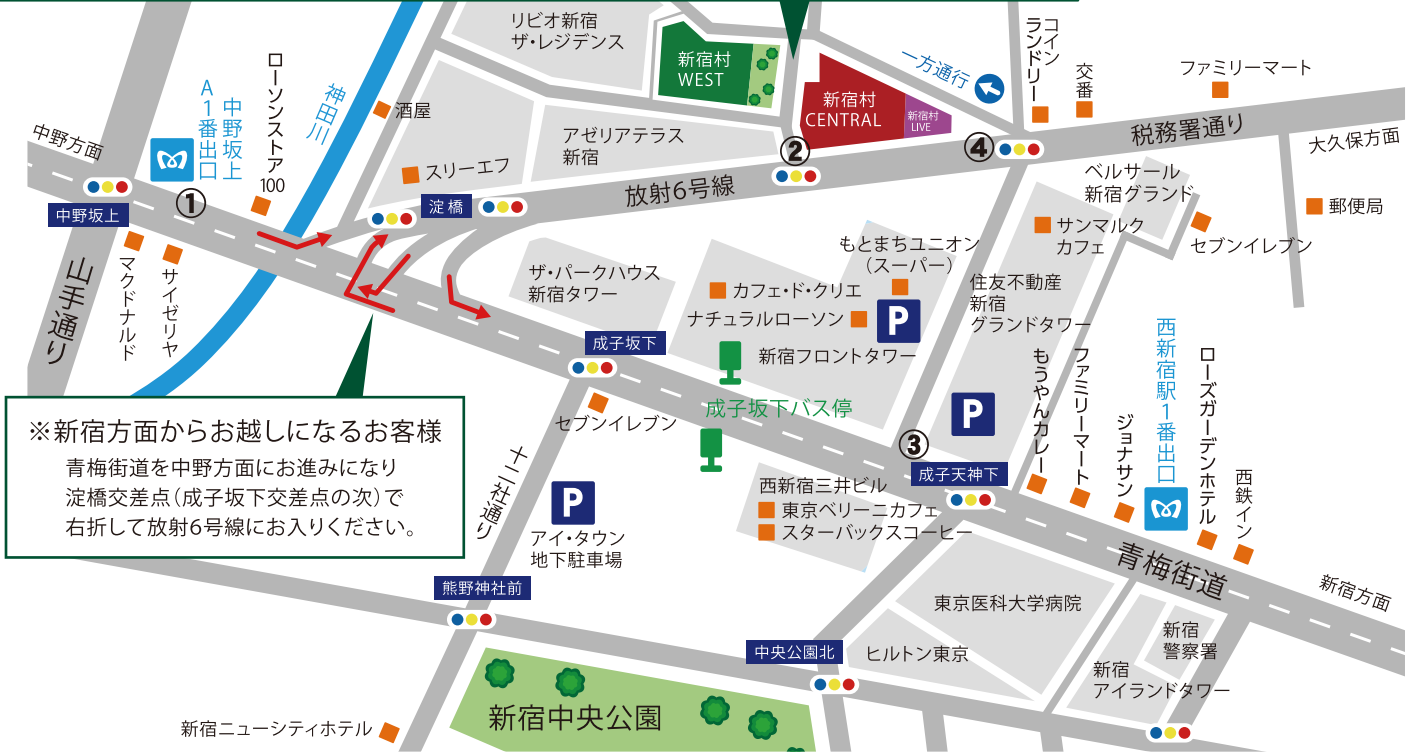 リビオ新宿
ザ・レジデンス
新宿村
WEST
新宿村
CENTRAL
新宿村
LIVE
一方通行
コイン
ランドリー
交番
ファミリーマート
税務署通り
大久保方面
中野方面
中野坂上
A1番出口
ローソンストア100
神田川
酒屋
スリーエフ
アゼリアテラス
新宿
放射6号線
②
④
①
淀橋
中野坂上
マクドナルド
サイゼリヤ
山手通り
ベルサール
新宿グランド
サンマルク
カフェ
セブンイレブン
郵便局
もとまちユニオン
(スーパー)
ザ・パークハウス
新宿タワー
カフェ・ド・クリエ
ナチュラルローソン
P
新宿フロントタワー
住友不動産
新宿
グランドタワー
成子坂下
成子坂下バス停
セブンイレブン
※新宿方面からお越しになるお客様
青梅街道を中野方面にお進みになり
淀橋交差点(成子坂下交差点の次)で
右折して放射6号線にお入りください。
十二社通り
P
アイ・タウン
地下駐車場
P
③
成子天神下
もうやんカレー
ファミリーマート
ジョナサン
西新宿駅1番出口
ローズガーデンホテル
西鉄イン
西新宿三井ビル
東京ベリーニカフェ
スターバックスコーヒー
青梅街道
新宿方面
熊野神社前
東京医科大学病院
中央公園北
ヒルトン東京
新宿
警察署
新宿
アイランドタワー
新宿中央公園
新宿ニューシティホテル